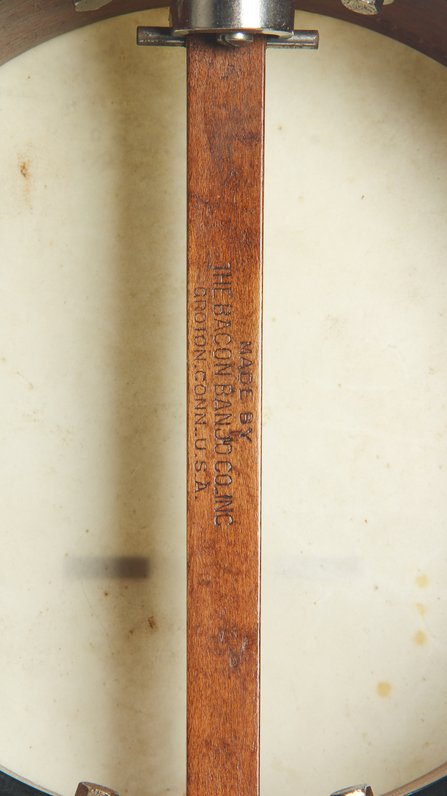 MADE BY
THE BACON BANJO CO. INC
GROTON, CONN. U.S.A.